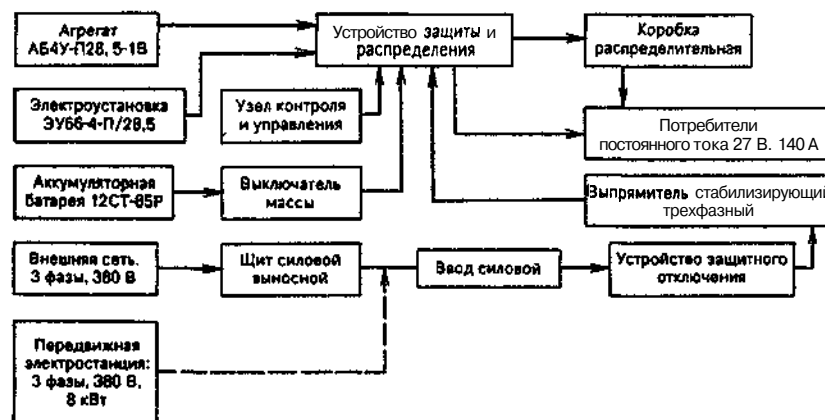 Агрегат
АБ4У-П28, 5-1В
Устройство защиты и
распределения
Коробка
распределительная
Электроустановка
ЭУ66-4-П/28,5
Узел контроля
и управления
Потребители
постоянного тока 27 В. 140 А
Аккумуляторная
батарея 12СТ-85Р
Выключатель
массы
Выпрямитель стабилизирующий
трехфазный
Внешняя сеть.
3 фазы, 380 В
Щит силовой
выносной
Ввод силовой
Устройство защитного
отключения
Передвижная
электростанция:
3 фазы, 380 В,
8 кВт